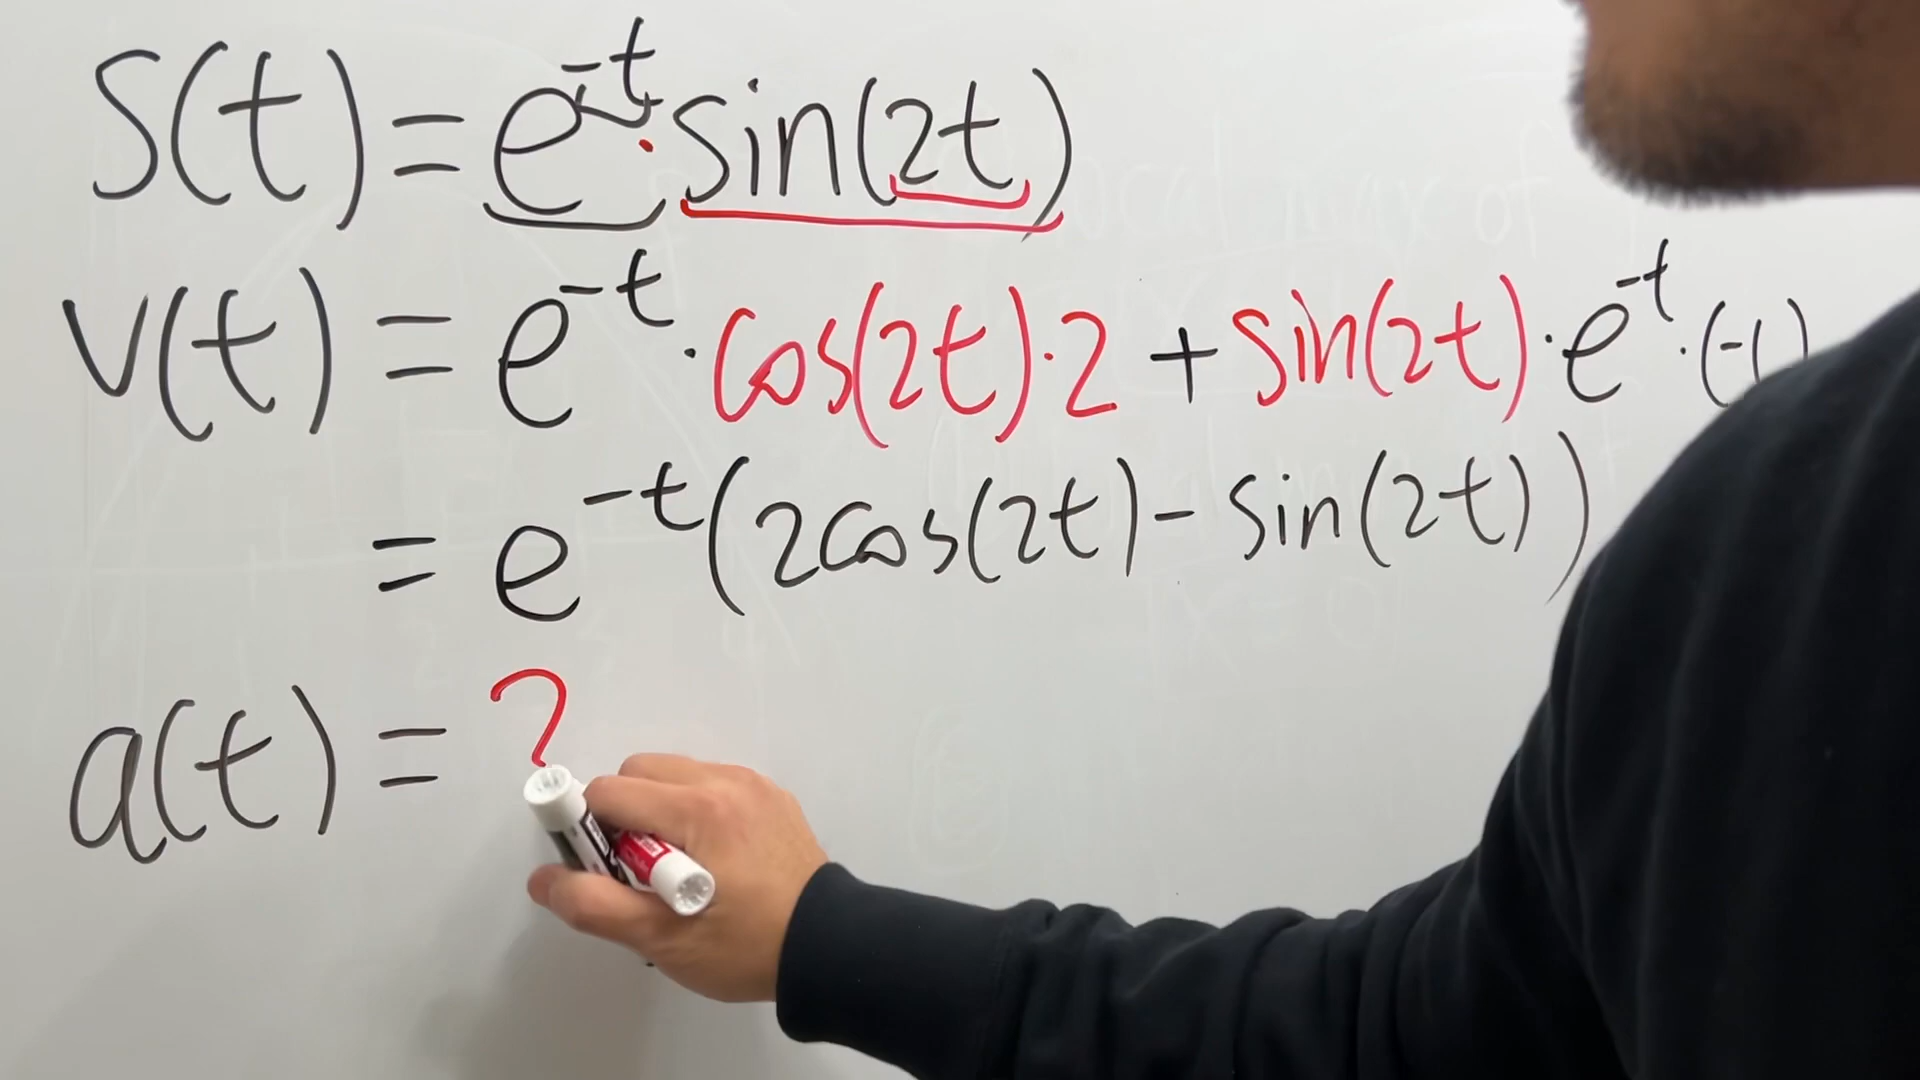 S(t) = e^-t · sin(2t)
v(t) = e^-t · cos(2t) · 2 + sin(2t) · e^-t · (-1)
= e^-t (2cos(2t) - sin(2t))
a(t) = ?